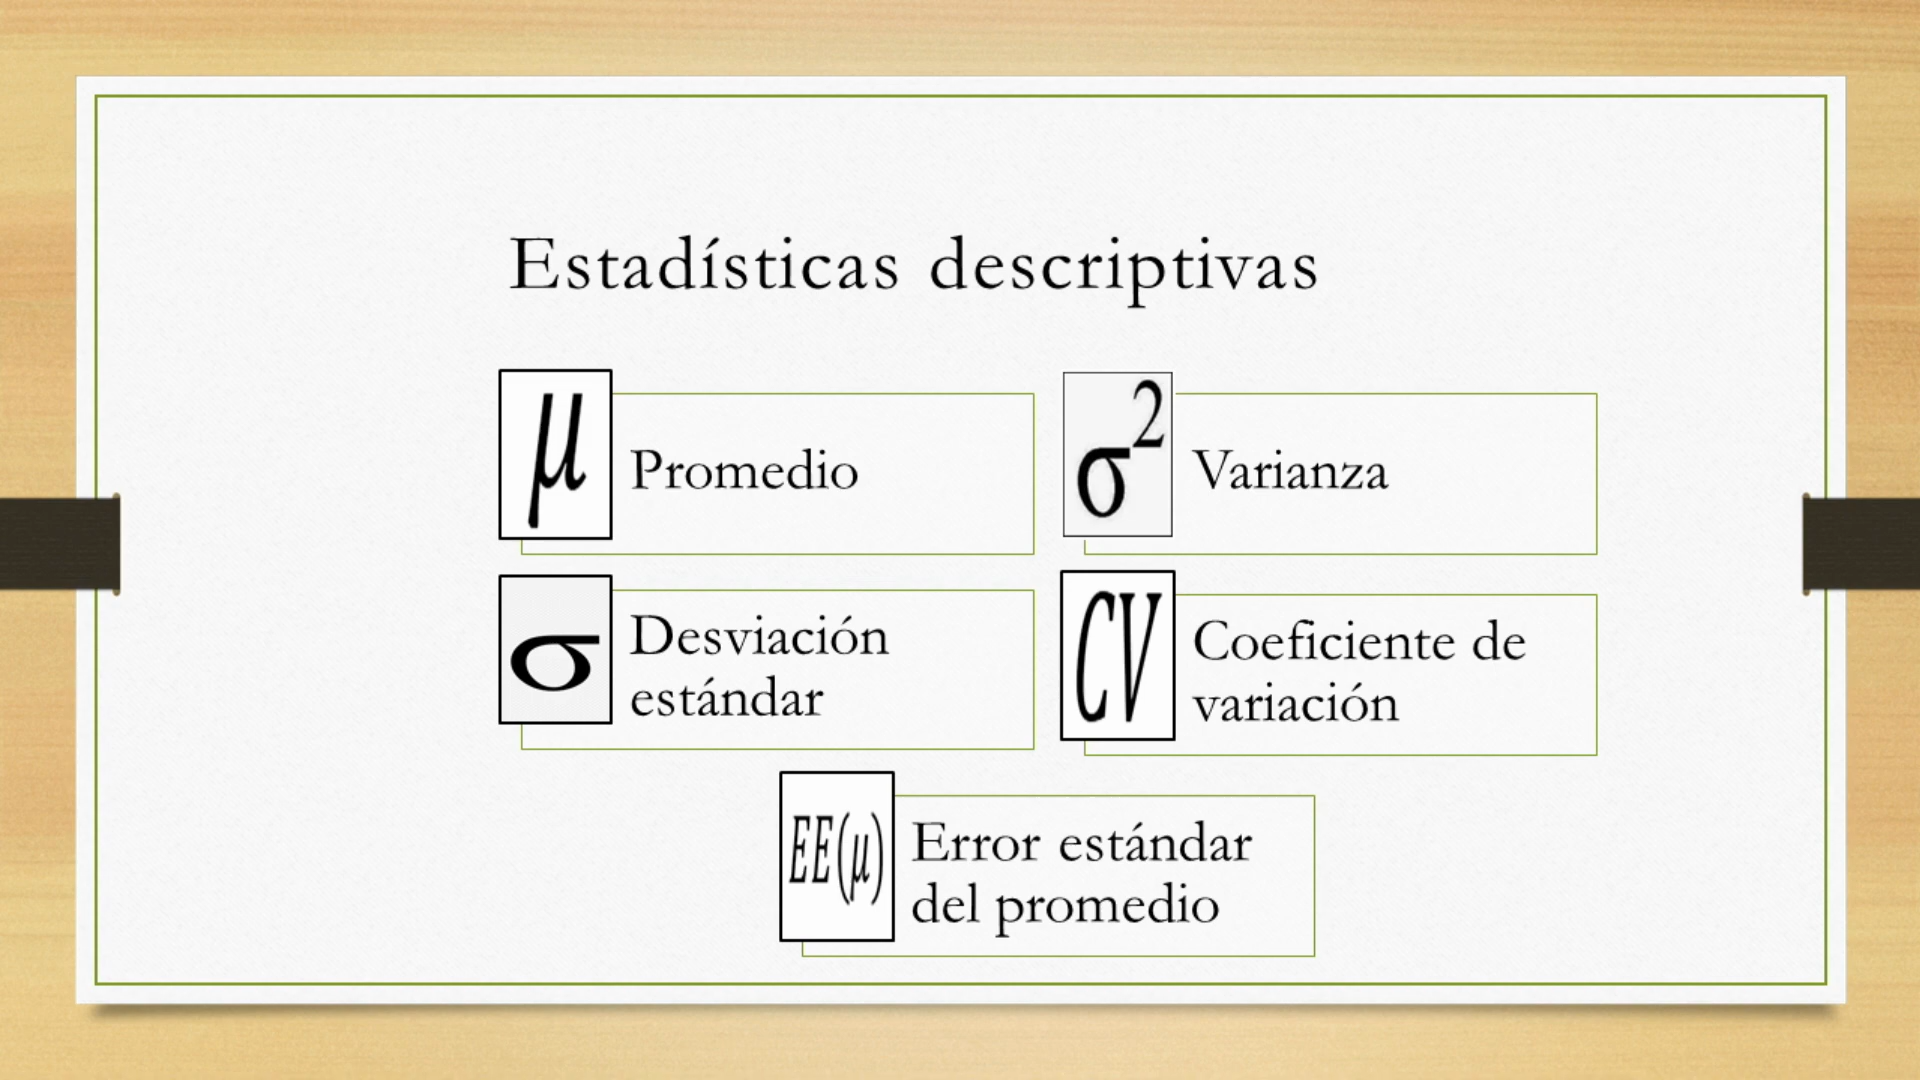 Estadísticas descriptivas
μ Promedio
σ² Varianza
σ Desviación
estándar
CV Coeficiente de
variación
EE(μ) Error estándar
del promedio